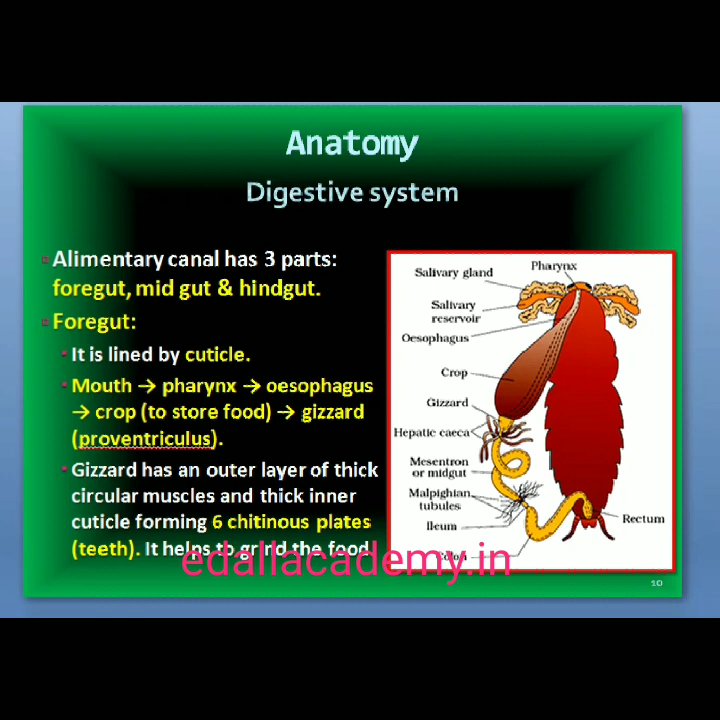 Anatomy
Digestive system
Alimentary canal has 3 parts:
foregut, mid gut & hindgut.
Foregut:
It is lined by cuticle.
Mouth → pharynx → oesophagus
→ crop (to store food) → gizzard
(proventriculus).
Gizzard has an outer layer of thick
circular muscles and thick inner
cuticle forming 6 chitinous plates
(teeth). It helps to grind the food
Pharynx
Salivary gland
Salivary
reservoir
Oesophagus
Crop
Gizzard
Hepatic caeca
Mesentron
or midgut
Malpighian
tubules
Ileum
Rectum
Colon
edallacademy.in
10